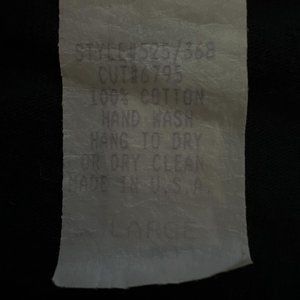 STYLE#525/368
CUT#6795
100% COTTON
HAND WASH
HANG TO DRY
OR DRY CLEAN
MADE IN U.S.A.
LARGE